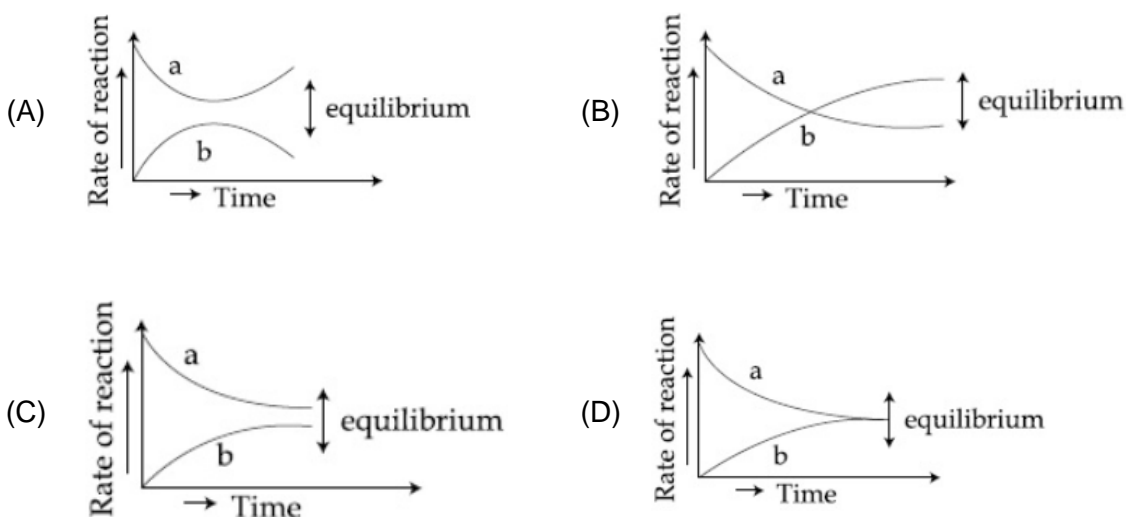 (A)
Rate of reaction
a
b
equilibrium
Time
(B)
Rate of reaction
a
b
equilibrium
Time
(C)
Rate of reaction
a
b
equilibrium
Time
(D)
Rate of reaction
a
b
equilibrium
Time